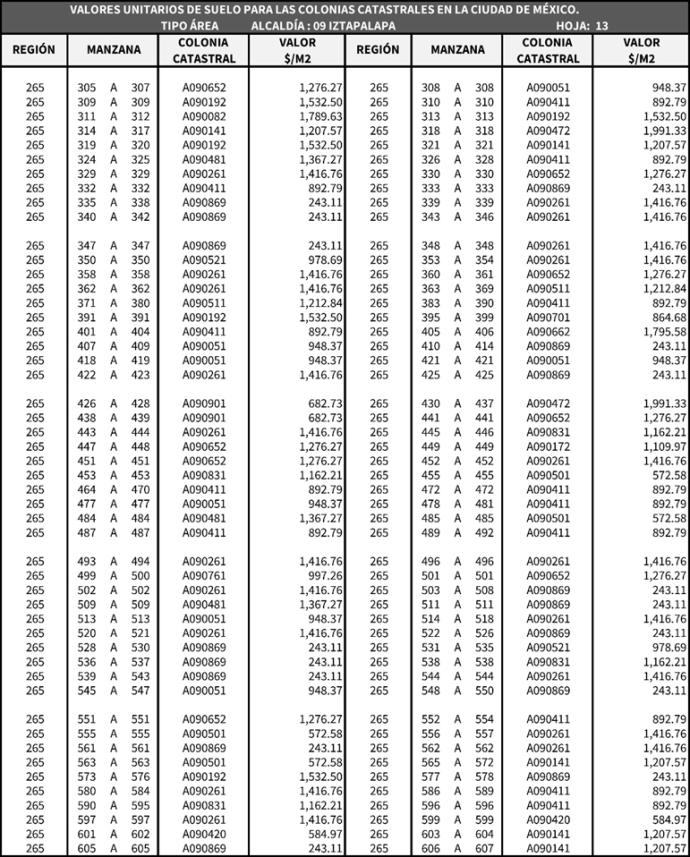 VALORES UNITARIOS DE SUELO PARA LAS COLONIAS CATASTRALES EN LA CIUDAD DE MÉXICO.
TIPO ÁREA ALCALDÍA : 09 IZTAPALAPA HOJA: 13
REGIÓN MANZANA COLONIA CATASTRAL VALOR $/M2 REGIÓN MANZANA COLONIA CATASTRAL VALOR $/M2
265 305 A 307 A090652 1,276.27 265 308 A 308 A090051 948.37
265 309 A 309 A090192 1,532.50 265 310 A 310 A090411 892.79
265 311 A 312 A090082 1,789.63 265 313 A 313 A090192 1,532.50
265 314 A 317 A090141 1,207.57 265 318 A 318 A090472 1,991.33
265 319 A 320 A090192 1,532.50 265 321 A 321 A090141 1,207.57
265 324 A 325 A090481 1,367.27 265 326 A 328 A090411 892.79
265 329 A 329 A090261 1,416.76 265 330 A 330 A090652 1,276.27
265 332 A 332 A090411 892.79 265 333 A 333 A090869 243.11
265 335 A 338 A090869 243.11 265 339 A 339 A090261 1,416.76
265 340 A 342 A090869 243.11 265 343 A 346 A090261 1,416.76
265 347 A 347 A090869 243.11 265 348 A 348 A090261 1,416.76
265 350 A 350 A090521 978.69 265 353 A 354 A090261 1,416.76
265 358 A 358 A090261 1,416.76 265 360 A 361 A090652 1,276.27
265 362 A 362 A090261 1,416.76 265 363 A 369 A090511 1,212.84
265 371 A 380 A090511 1,212.84 265 383 A 390 A090411 892.79
265 391 A 391 A090192 1,532.50 265 395 A 399 A090701 864.68
265 401 A 404 A090411 892.79 265 405 A 406 A090662 1,795.58
265 407 A 409 A090051 948.37 265 410 A 414 A090869 243.11
265 418 A 419 A090051 948.37 265 421 A 421 A090051 948.37
265 422 A 423 A090261 1,416.76 265 425 A 425 A090869 243.11
265 426 A 428 A090901 682.73 265 430 A 437 A090472 1,991.33
265 438 A 439 A090901 682.73 265 441 A 441 A090652 1,276.27
265 443 A 444 A090261 1,416.76 265 445 A 446 A090831 1,162.21
265 447 A 448 A090652 1,276.27 265 449 A 449 A090172 1,109.97
265 451 A 451 A090652 1,276.27 265 452 A 452 A090261 1,416.76
265 453 A 453 A090831 1,162.21 265 455 A 455 A090501 572.58
265 464 A 470 A090411 892.79 265 472 A 472 A090411 892.79
265 477 A 477 A090051 948.37 265 478 A 481 A090411 892.79
265 484 A 484 A090481 1,367.27 265 485 A 485 A090501 572.58
265 487 A 487 A090411 892.79 265 489 A 492 A090411 892.79
265 493 A 494 A090261 1,416.76 265 496 A 496 A090261 1,416.76
265 499 A 500 A090761 997.26 265 501 A 501 A090652 1,276.27
265 502 A 502 A090261 1,416.76 265 503 A 508 A090869 243.11
265 509 A 509 A090481 1,367.27 265 511 A 511 A090869 243.11
265 513 A 513 A090051 948.37 265 514 A 518 A090261 1,416.76
265 520 A 521 A090261 1,416.76 265 522 A 526 A090869 243.11
265 528 A 530 A090869 243.11 265 531 A 535 A090521 978.69
265 536 A 537 A090869 243.11 265 538 A 538 A090831 1,162.21
265 539 A 543 A090869 243.11 265 544 A 544 A090261 1,416.76
265 545 A 547 A090051 948.37 265 548 A 550 A090869 243.11
265 551 A 551 A090652 1,276.27 265 552 A 554 A090411 892.79
265 555 A 555 A090501 572.58 265 556 A 557 A090261 1,416.76
265 561 A 561 A090869 243.11 265 562 A 562 A090261 1,416.76
265 563 A 563 A090501 572.58 265 565 A 572 A090141 1,207.57
265 573 A 576 A090192 1,532.50 265 577 A 578 A090869 243.11
265 580 A 584 A090261 1,416.76 265 586 A 589 A090411 892.79
265 590 A 595 A090831 1,162.21 265 596 A 596 A090411 892.79
265 597 A 597 A090261 1,416.76 265 599 A 599 A090420 584.97
265 601 A 602 A090420 584.97 265 603 A 604 A090141 1,207.57
265 605 A 605 A090869 243.11 265 606 A 607 A090141 1,207.57